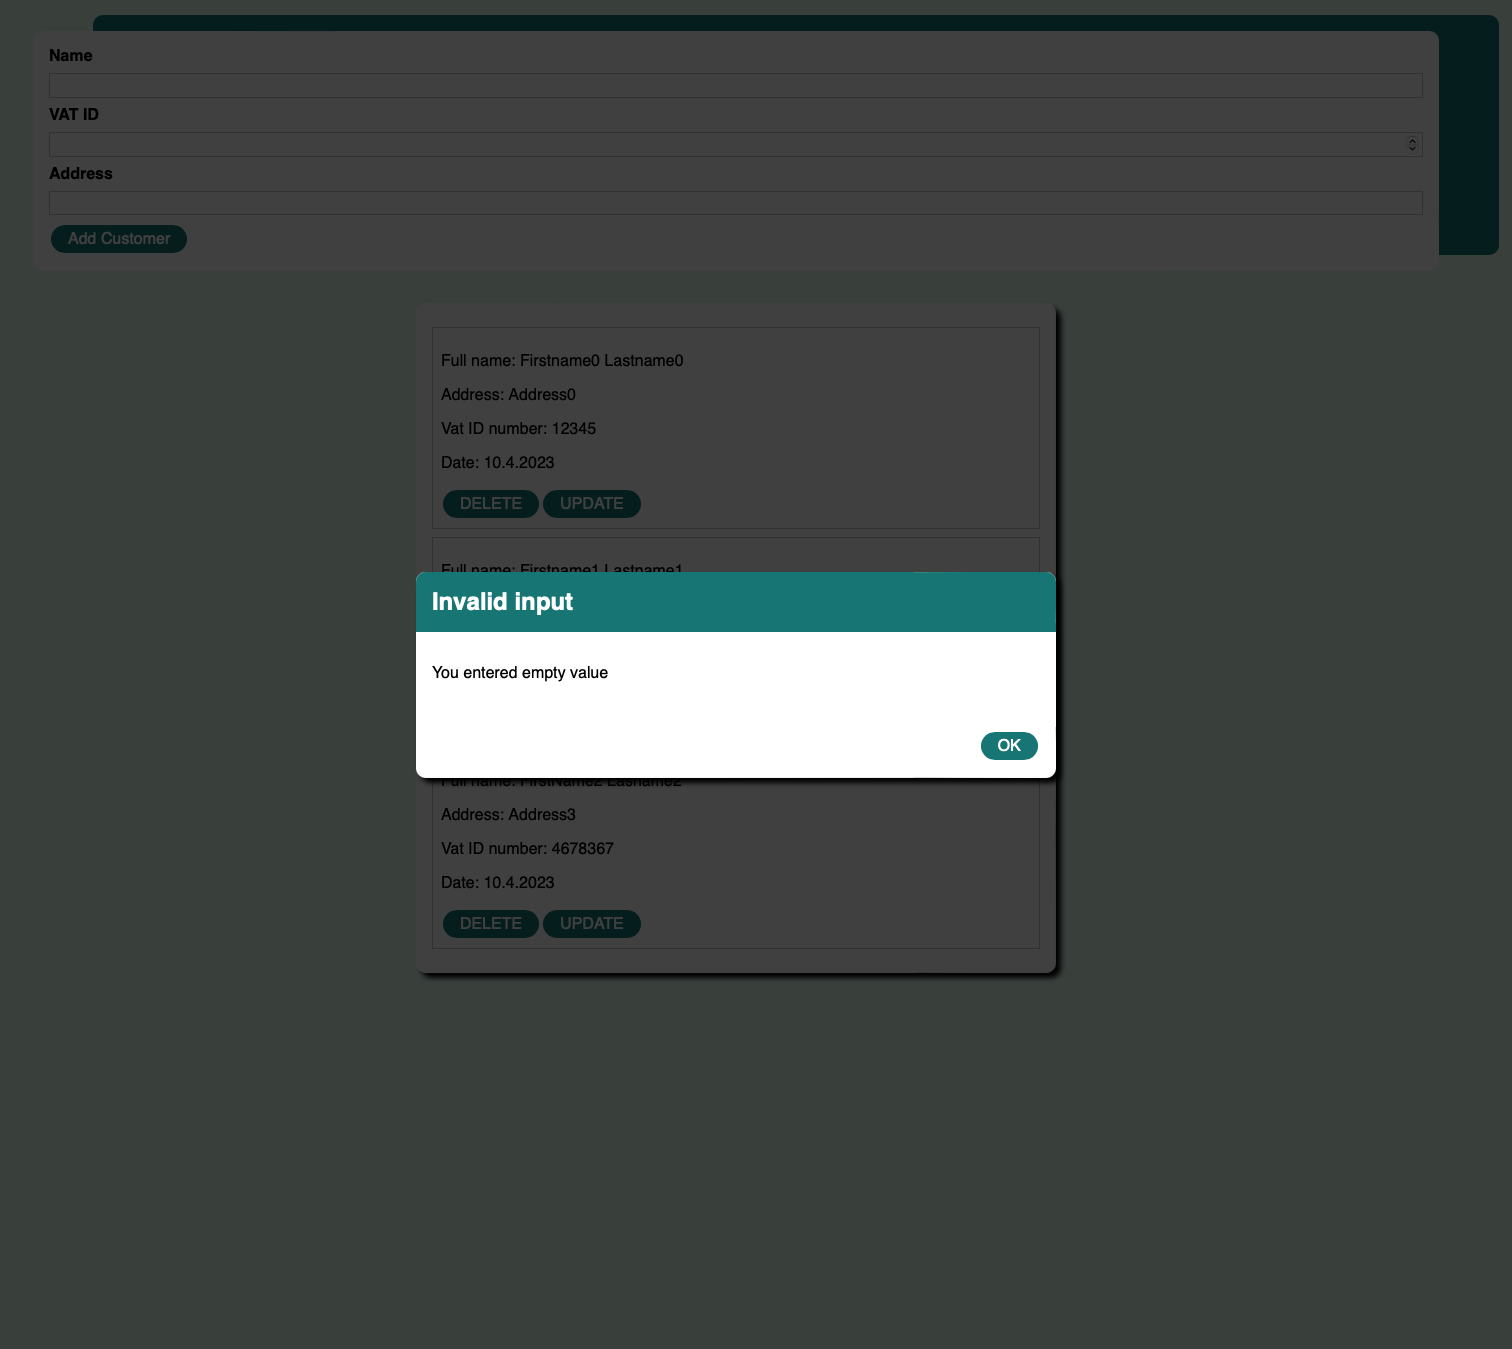 Name
VAT ID
Address
Add Customer
Full name: Firstname0 Lastname0
Address: Address0
Vat ID number: 12345
Date: 10.4.2023
DELETE UPDATE
Full name: Firstname1 Lastname1
Invalid input
You entered empty value
OK
Full name: FirstName2 Lasname2
Address: Address3
Vat ID number: 4678367
Date: 10.4.2023
DELETE UPDATE